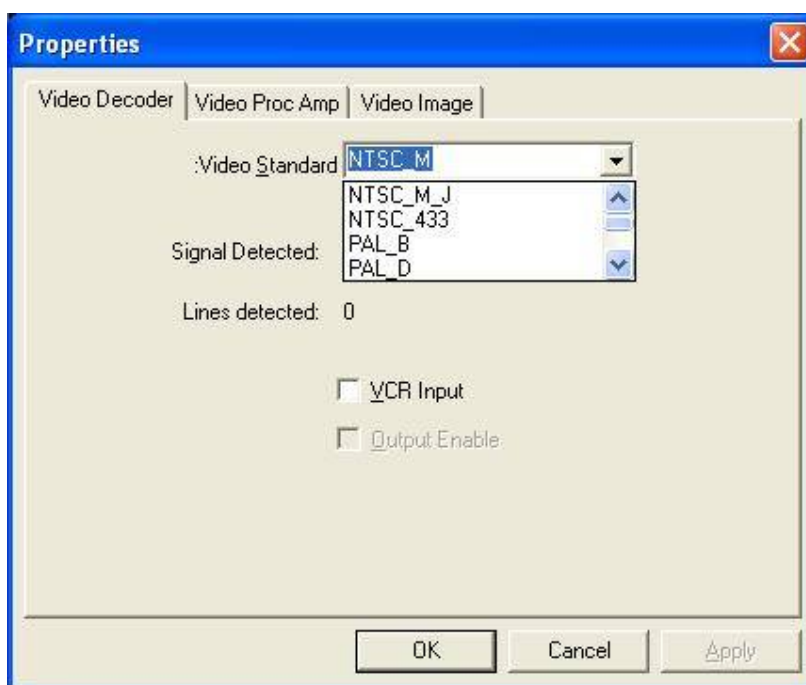 Properties
Video Decoder
Video Proc Amp
Video Image
:Video Standard
NTSC_M
NTSC_M_J
NTSC_433
PAL_B
PAL_D
Signal Detected:
Lines detected: 0
VCR Input
Output Enable
OK
Cancel
Apply